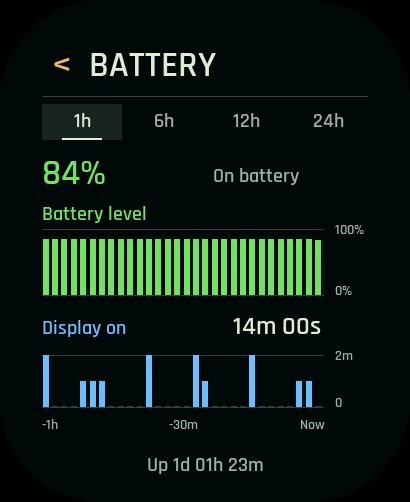 < BATTERY
1h 6h 12h 24h
84% On battery
Battery level
100%
0%
Display on 14m 00s
2m
0
-1h -30m Now
Up 1d 01h 23m